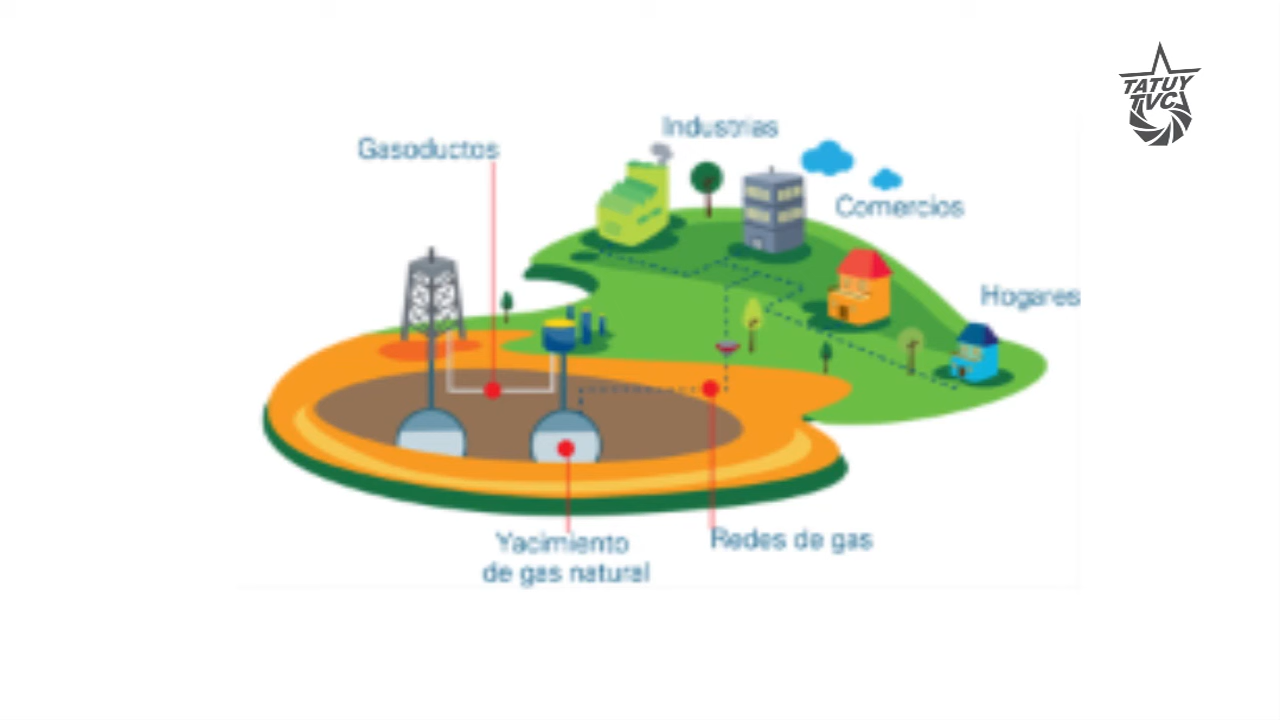 TATUY
TVC
Industrias
Gasoductos
Comercios
Hogares
Yacimiento
de gas natural
Redes de gas